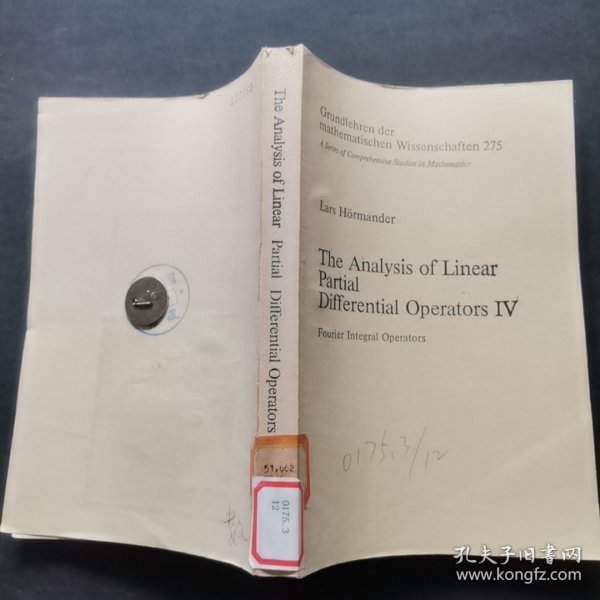 Grundlehren der
mathematischen Wissenschaften 275
A Series of Comprehensive Studies in Mathematics
Lars Hörmander
The Analysis of Linear
Partial
Differential Operators IV
Fourier Integral Operators
0175.3/12
The Analysis of Linear Partial Differential Operators
51.442
0175.3
12
孔夫子旧书网
www.kongfz.com